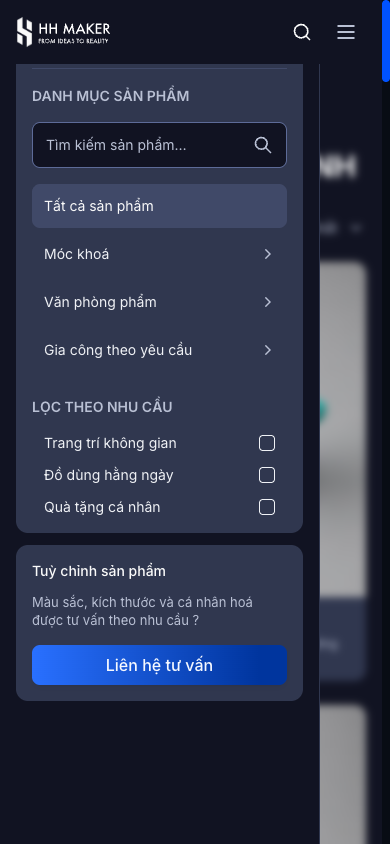 HH MAKER
FROM IDEAS TO REALITY
DANH MỤC SẢN PHẨM
Tìm kiếm sản phẩm...
Tất cả sản phẩm
Móc khoá
Văn phòng phẩm
Gia công theo yêu cầu
LỌC THEO NHU CẦU
Trang trí không gian
Đồ dùng hằng ngày
Quà tặng cá nhân
Tuỳ chỉnh sản phẩm
Màu sắc, kích thước và cá nhân hoá
được tư vấn theo nhu cầu ?
Liên hệ tư vấn